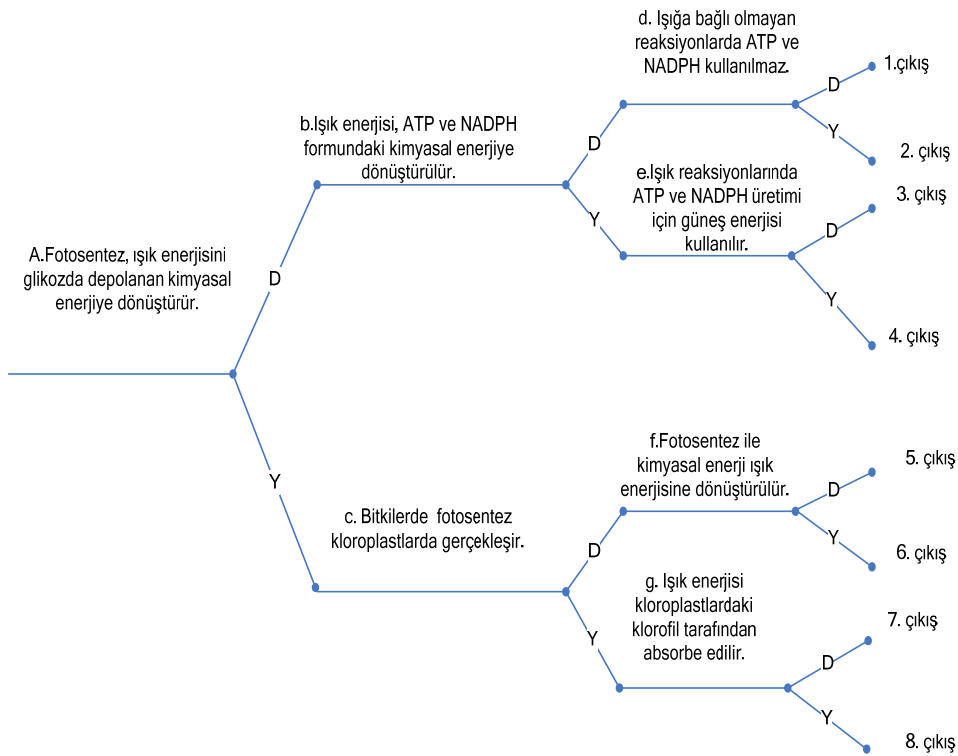 d. Işığa bağlı olmayan
reaksiyonlarda ATP ve
NADPH kullanılmaz.
1.çıkış
D
Y
2. çıkış
b.Işık enerjisi, ATP ve NADPH
formundaki kimyasal enerjiye
dönüştürülür.
D
Y
e.Işık reaksiyonlarında
ATP ve NADPH üretimi
için güneş enerjisi
kullanılır.
3. çıkış
D
Y
4. çıkış
A.Fotosentez, ışık enerjisini
glikozda depolanan kimyasal
enerjiye dönüştürür.
D
Y
f.Fotosentez ile
kimyasal enerji ışık
enerjisine dönüştürülür.
5. çıkış
D
Y
6. çıkış
c. Bitkilerde fotosentez
kloroplastlarda gerçekleşir.
D
Y
g. Işık enerjisi
kloroplastlardaki
klorofil tarafından
absorbe edilir.
7. çıkış
D
Y
8. çıkış